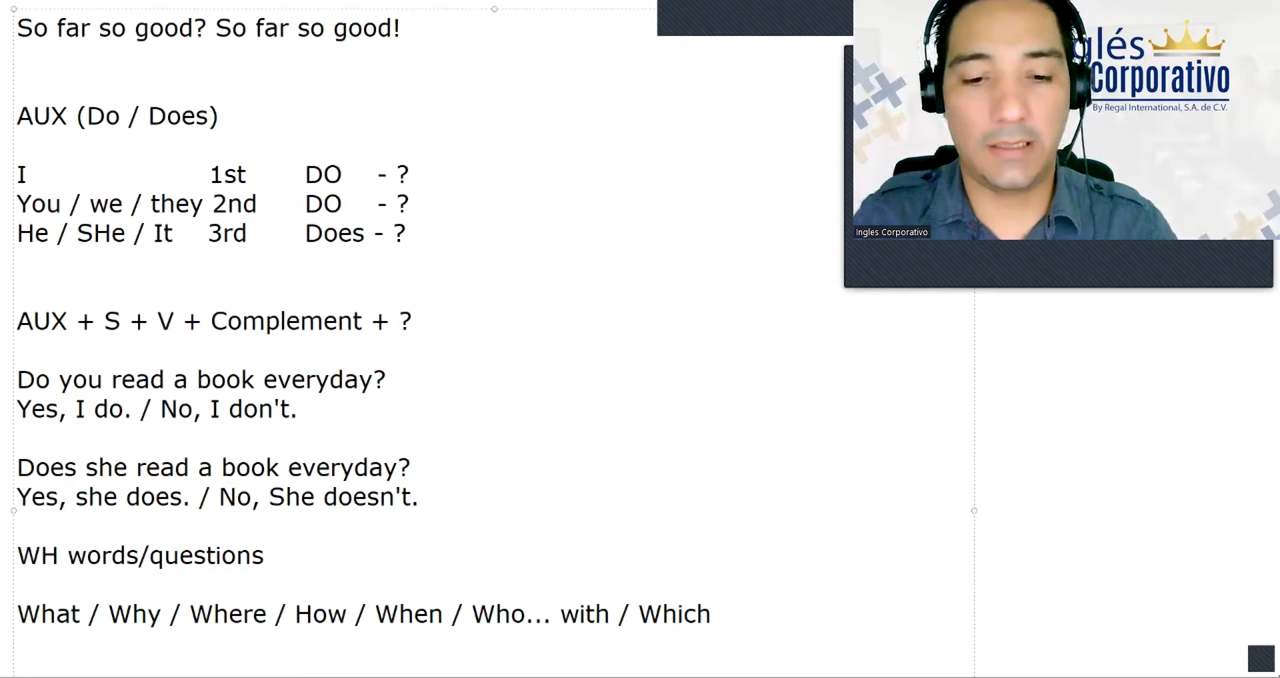 So far so good? So far so good!
AUX (Do / Does)
I 1st DO - ?
You / we / they 2nd DO - ?
He / SHe / It 3rd Does - ?
AUX + S + V + Complement + ?
Do you read a book everyday?
Yes, I do. / No, I don't.
Does she read a book everyday?
Yes, she does. / No, She doesn't.
WH words/questions
What / Why / Where / How / When / Who... with / Which
glés
Corporativo
By Regal International, S.A. de C.V.
Ingles Corporativo